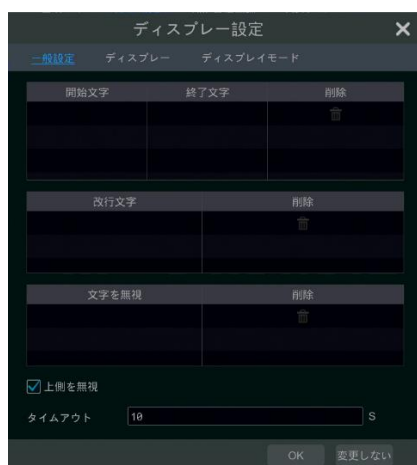 ディスプレー設定
一般設定 ディスプレー ディスプレイモード
開始文字 終了文字 削除
改行文字 削除
文字を無視 削除
上側を無視
タイムアウト 10 S
OK 変更しない